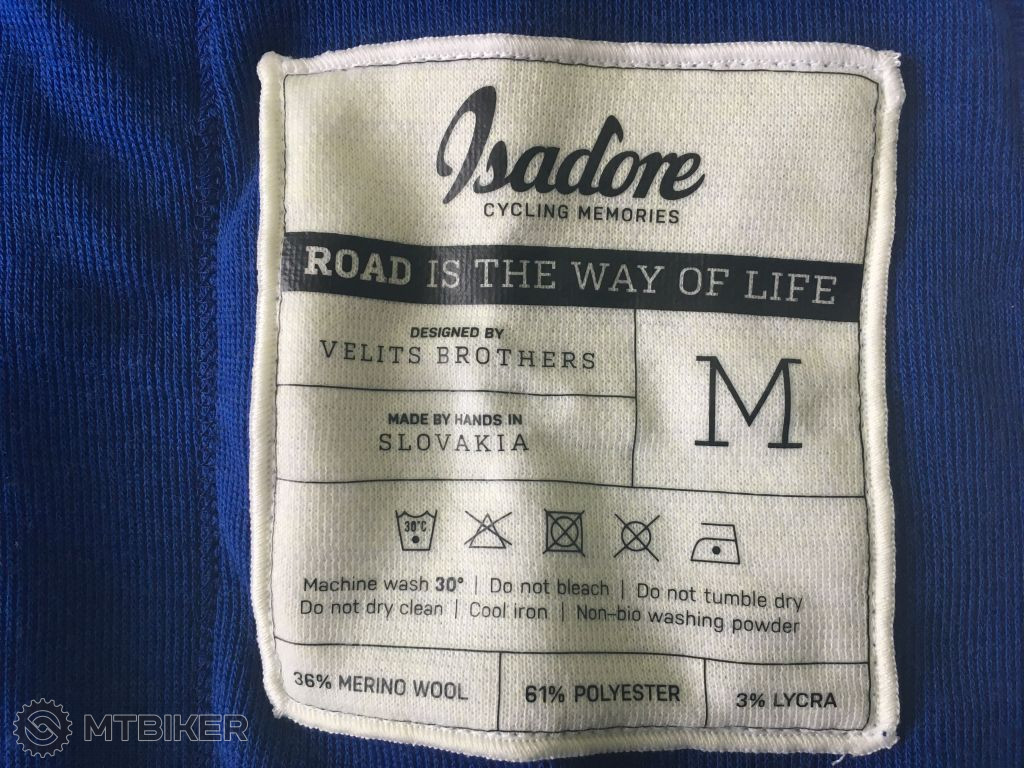 Isadore
CYCLING MEMORIES
ROAD IS THE WAY OF LIFE
DESIGNED BY
VELITS BROTHERS
M
MADE BY HANDS IN
SLOVAKIA
30°C
Machine wash 30° | Do not bleach | Do not tumble dry
Do not dry clean | Cool iron | Non-bio washing powder
36% MERINO WOOL
61% POLYESTER
3% LYCRA
MTBIKER